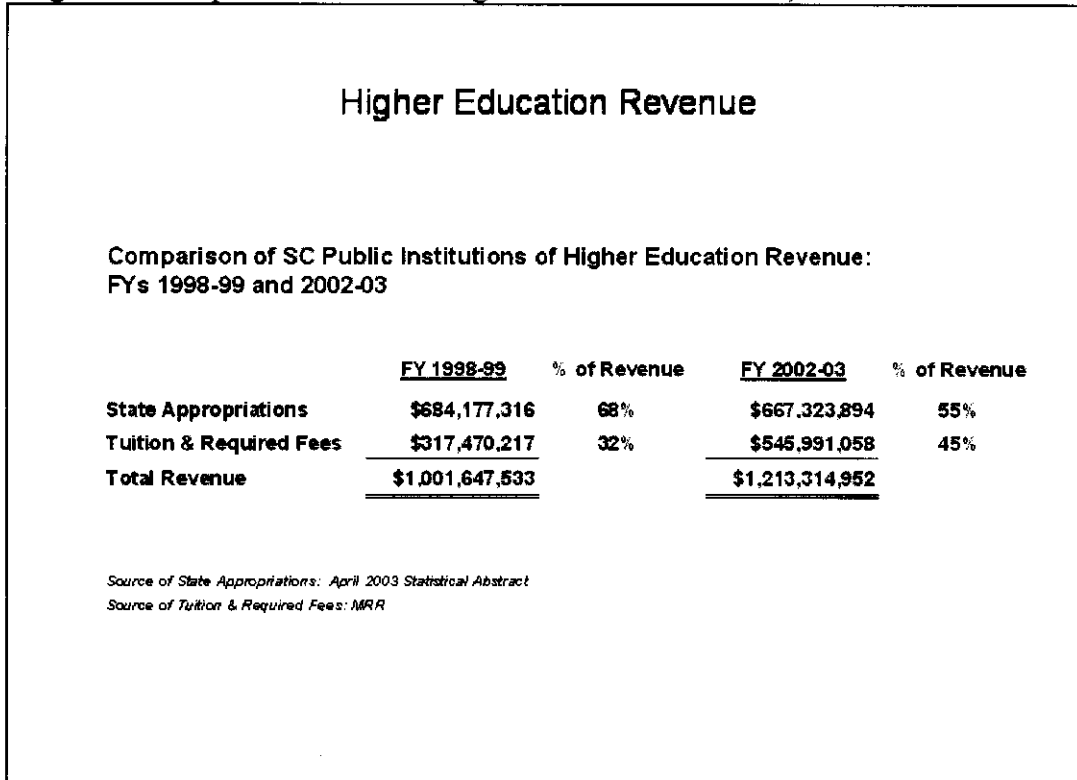 Higher Education Revenue
Comparison of SC Public Institutions of Higher Education Revenue:
FYs 1998-99 and 2002-03
FY 1998-99 % of Revenue FY 2002-03 % of Revenue
State Appropriations $684,177,316 68% $667,323,894 55%
Tuition & Required Fees $317,470,217 32% $545,991,058 45%
Total Revenue $1,001,647,533 $1,213,314,952
Source of State Appropriations: April 2003 Statistical Abstract
Source of Tuition & Required Fees: MRR